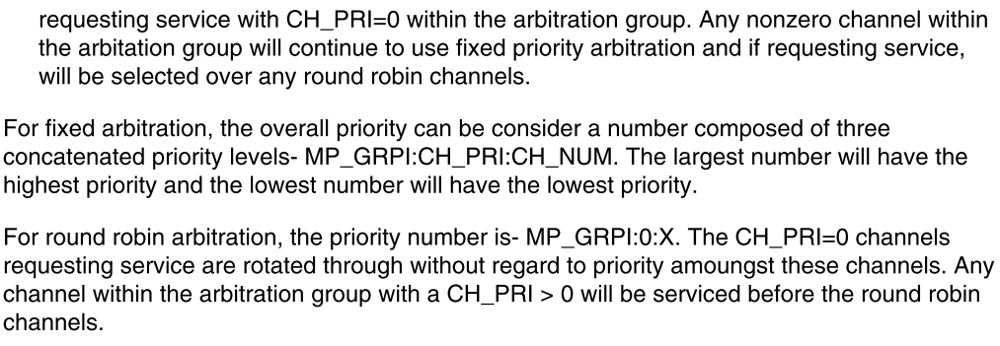 requesting service with CH_PRI=0 within the arbitration group. Any nonzero channel within
the arbitation group will continue to use fixed priority arbitration and if requesting service,
will be selected over any round robin channels.
For fixed arbitration, the overall priority can be consider a number composed of three
concatenated priority levels- MP_GRPI:CH_PRI:CH_NUM. The largest number will have the
highest priority and the lowest number will have the lowest priority.
For round robin arbitration, the priority number is- MP_GRPI:0:X. The CH_PRI=0 channels
requesting service are rotated through without regard to priority amoungst these channels. Any
channel within the arbitration group with a CH_PRI > 0 will be serviced before the round robin
channels.